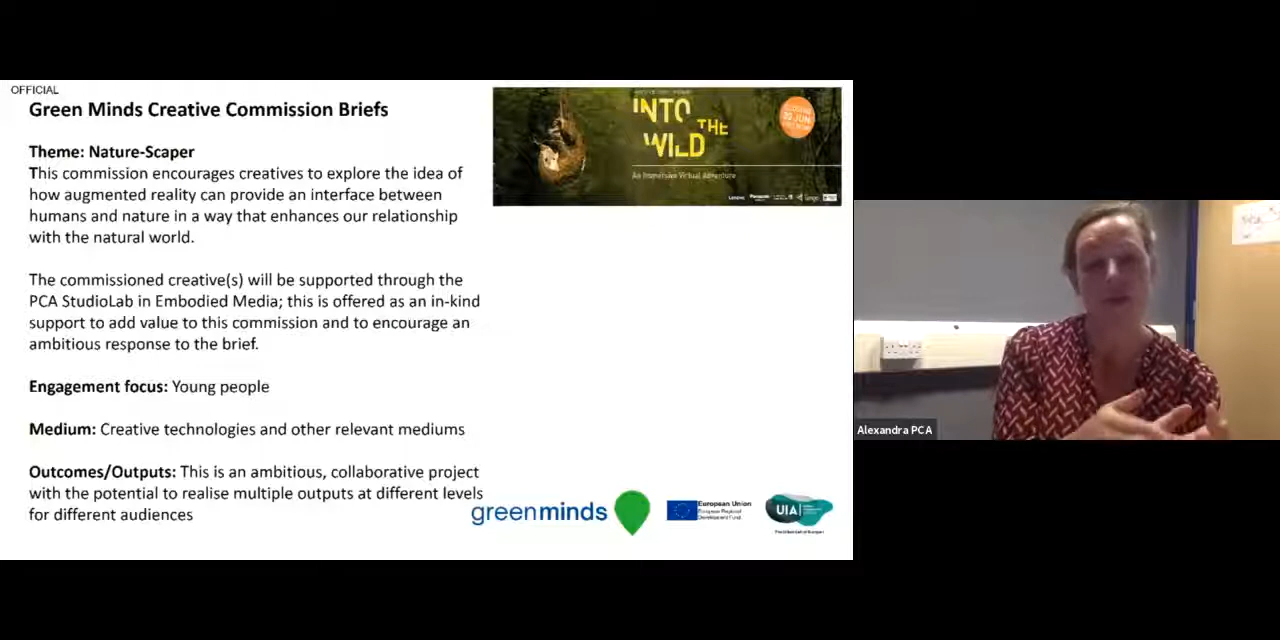 OFFICIAL
Green Minds Creative Commission Briefs
Theme: Nature-Scaper
This commission encourages creatives to explore the idea of
how augmented reality can provide an interface between
humans and nature in a way that enhances our relationship
with the natural world.
The commissioned creative(s) will be supported through the
PCA StudioLab in Embodied Media; this is offered as an in-kind
support to add value to this commission and to encourage an
ambitious response to the brief.
Engagement focus: Young people
Medium: Creative technologies and other relevant mediums
Outcomes/Outputs: This is an ambitious, collaborative project
with the potential to realise multiple outputs at different levels
for different audiences
INTO
THE
WILD
An Immersive Virtual Adventure
Lenovo
greenminds
European Union
European Regional
Development Fund
UIA
Alexandra PCA